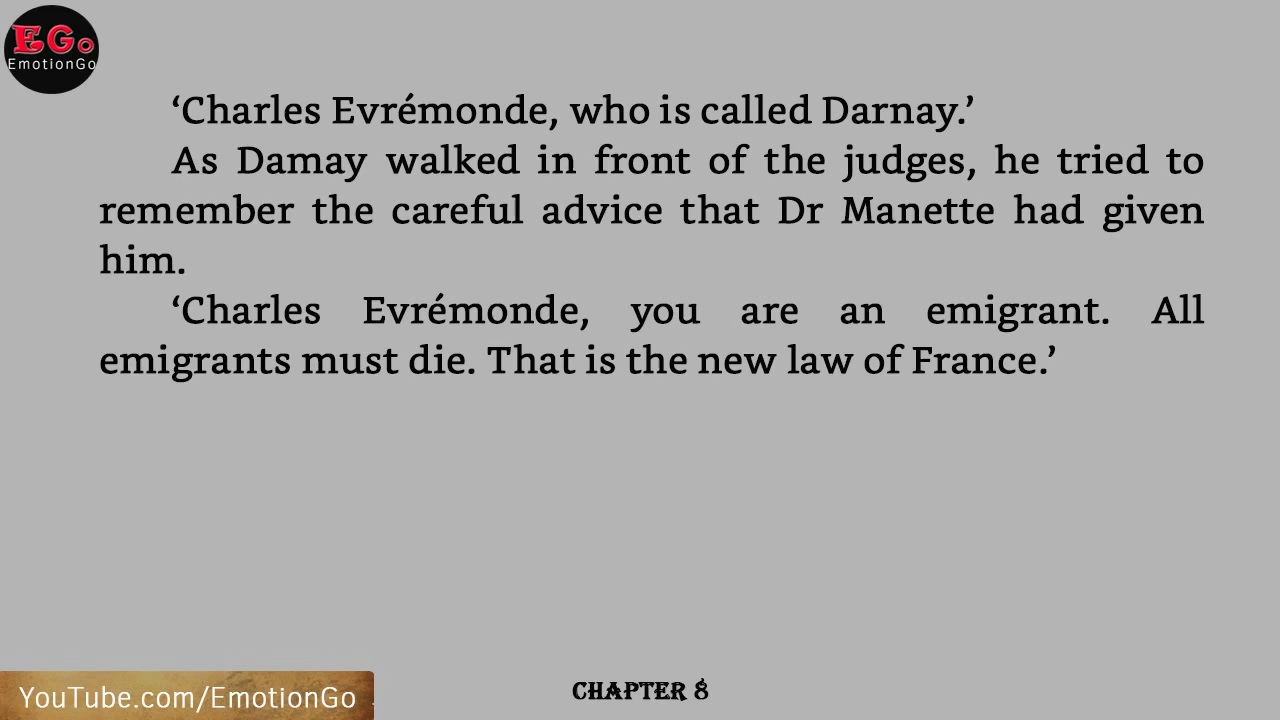 EGo
EmotionGo
‘Charles Evrémonde, who is called Darnay.’
As Damay walked in front of the judges, he tried to
remember the careful advice that Dr Manette had given
him.
‘Charles Evrémonde, you are an emigrant. All
emigrants must die. That is the new law of France.’
YouTube.com/EmotionGo
CHAPTER 8